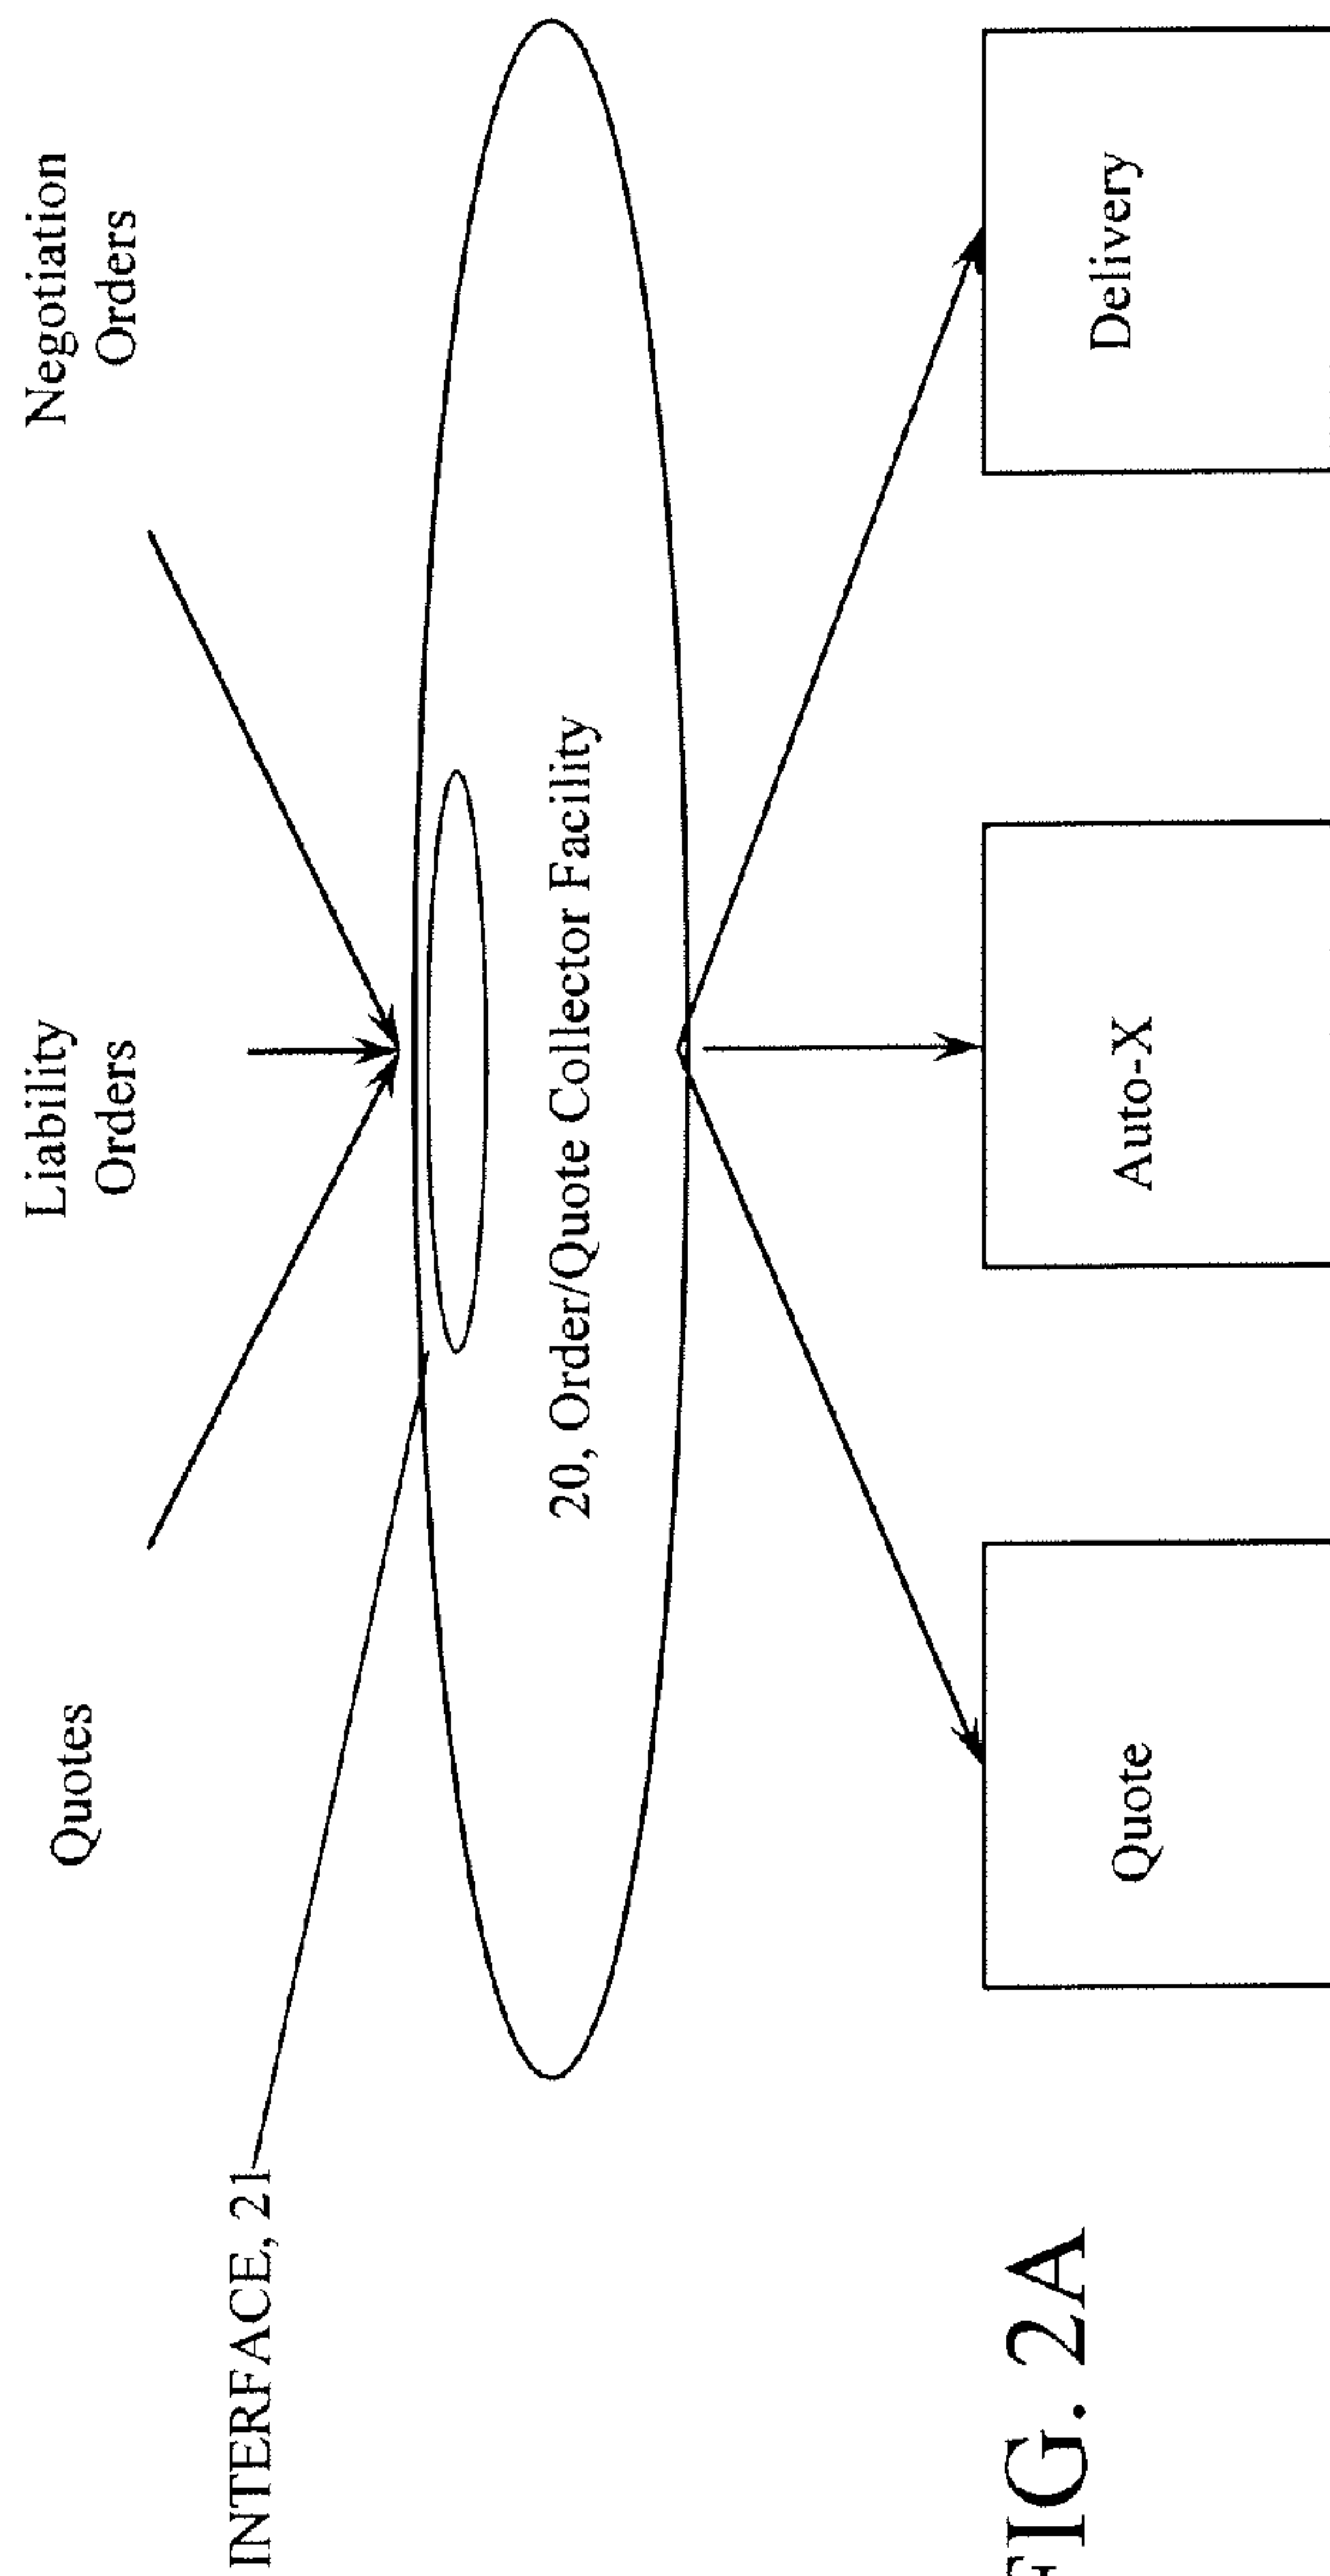 Quotes
Liability
Orders
Negotiation
Orders
INTERFACE, 21
20, Order/Quote Collector Facility
Quote
Auto-X
Delivery
FIG. 2A